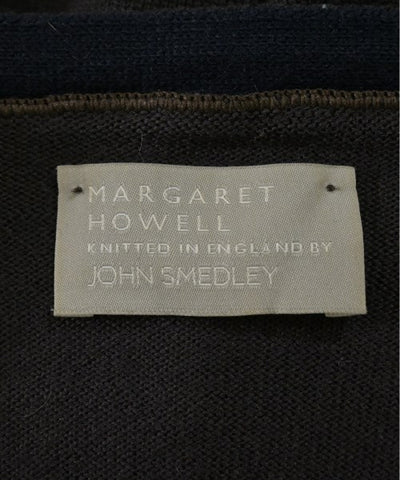 MARGARET
HOWELL
KNITTED IN ENGLAND BY
JOHN SMEDLEY